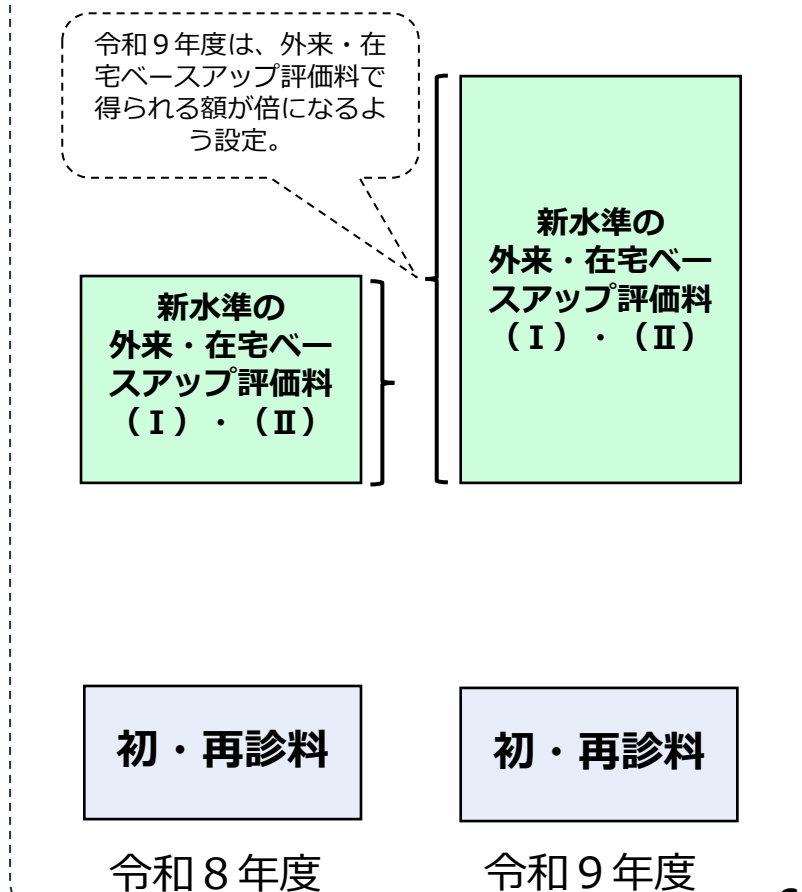 令和９年度は、外来・在
宅ベースアップ評価料で
得られる額が倍になるよ
う設定。
新水準の
外来・在宅ベー
スアップ評価料
（Ⅰ）・（Ⅱ）
新水準の
外来・在宅ベー
スアップ評価料
（Ⅰ）・（Ⅱ）
初・再診料
初・再診料
令和８年度
令和９年度